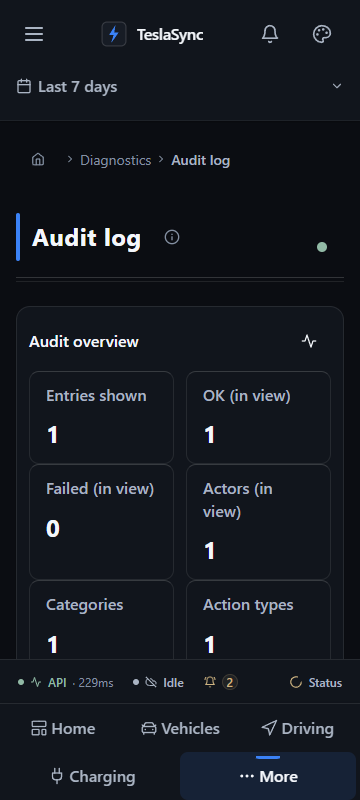 TeslaSync
Last 7 days
Diagnostics
Audit log
Audit log
Audit overview
Entries shown
1
OK (in view)
1
Failed (in view)
0
Actors (in
view)
1
Categories
1
Action types
1
API · 229ms
Idle
2
Status
Home
Vehicles
Driving
Charging
More